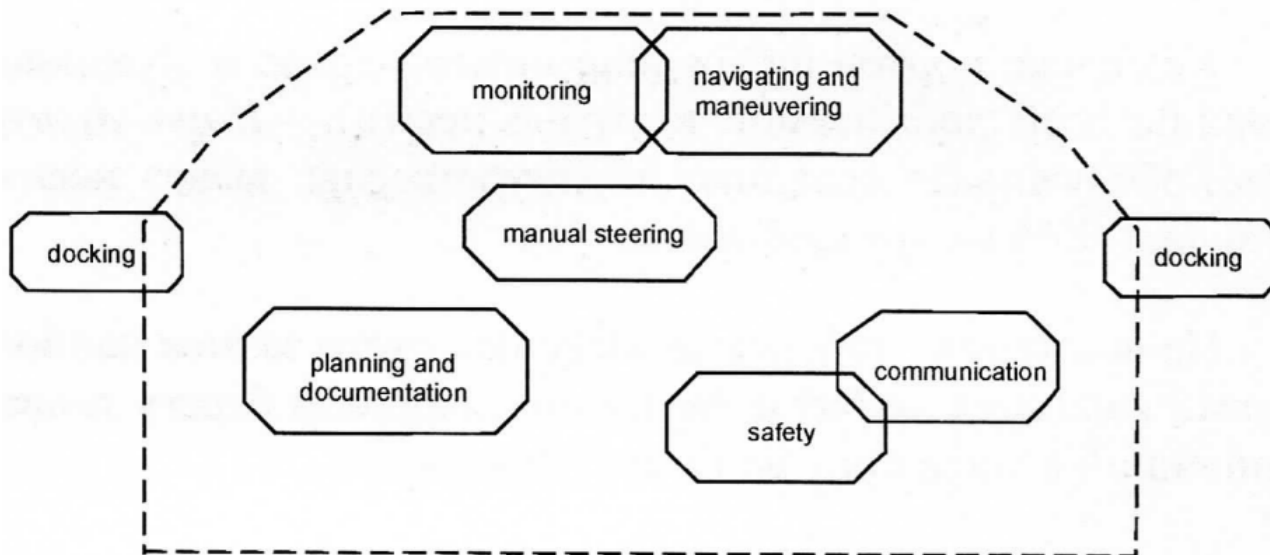 monitoring
navigating and
maneuvering
manual steering
docking
docking
planning and
documentation
communication
safety